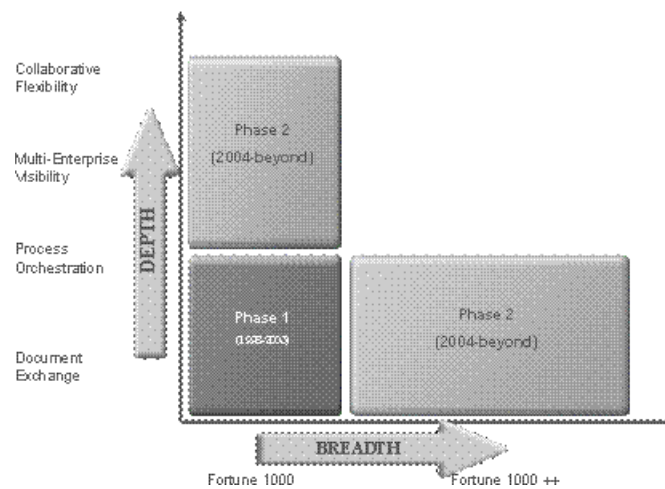 Collaborative
Flexibility
Phase 2
(2004-beyond)
Multi-Enterprise
Visibility
DEPTH
Process
Orchestration
Phase 1
Phase 2
(2004-beyond)
Document
Exchange
BREADTH
Fortune 1000
Fortune 1000 ++